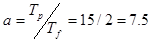 a = T_p / T_f = 15 / 2 = 7.5